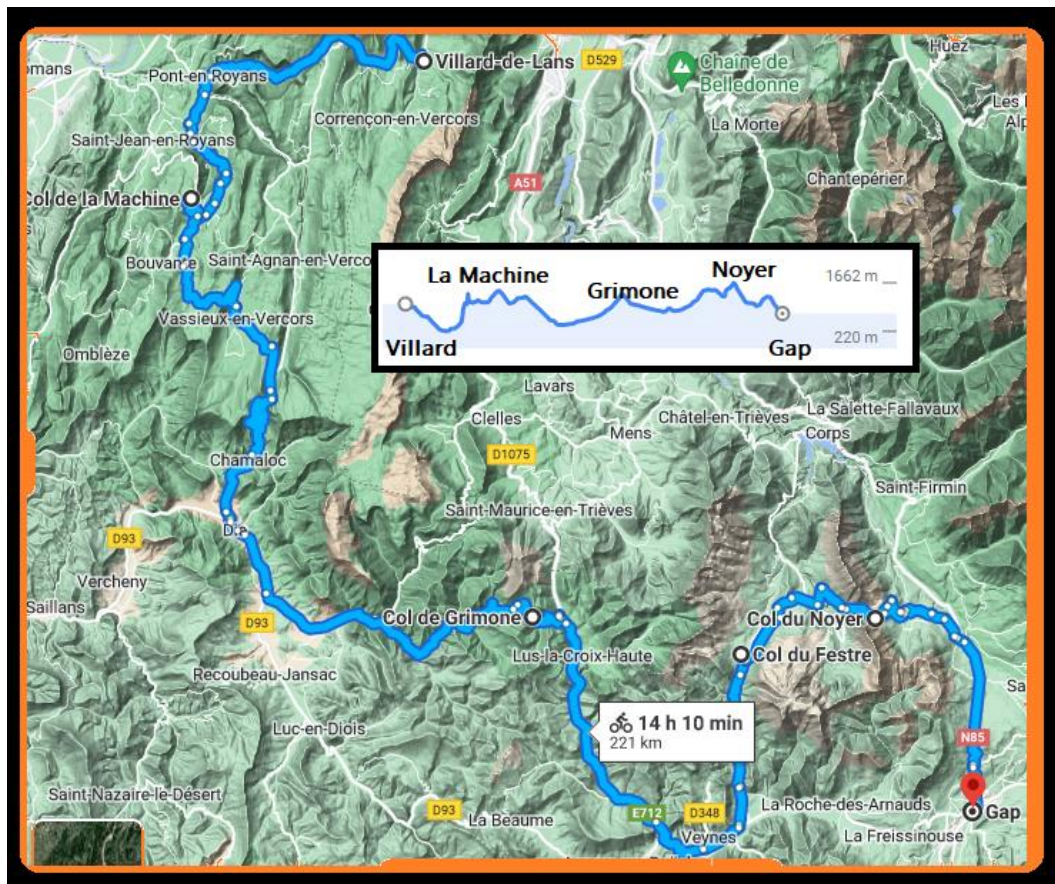 Huez
omans
Villard-de-Lans
D529
Chaîne de
Belledonne
Pont-en-Royans
Les
Alp
Corrençon-en-Vercors
La Morte
Saint-Jean-en-Royans
A51
Chantepérier
Col de la Machine
Bouvante
Saint-Agnan-en-Verco
La Machine
Grimone
Noyer
1662 m
220 m
Villard
Gap
Vassieux-en-Vercors
Omblèze
Lavars
Clelles
Châtel-en-Trièves
La Salette-Fallavaux
Mens
Corps
D1075
Chamaloc
Saint-Firmin
Saint-Maurice-en-Trièves
Die
D93
Vercheny
Saillans
D93
Col de Grimone
Col du Noyer
Lus-la-Croix-Haute
Col du Festre
Recoubeau-Jansac
Sa
14 h 10 min
221 km
Luc-en-Diois
N85
Saint-Nazaire-le-Désert
D93
La Beaume
E712
D348
La Roche-des-Arnauds
Gap
Veynes
La Freissinouse